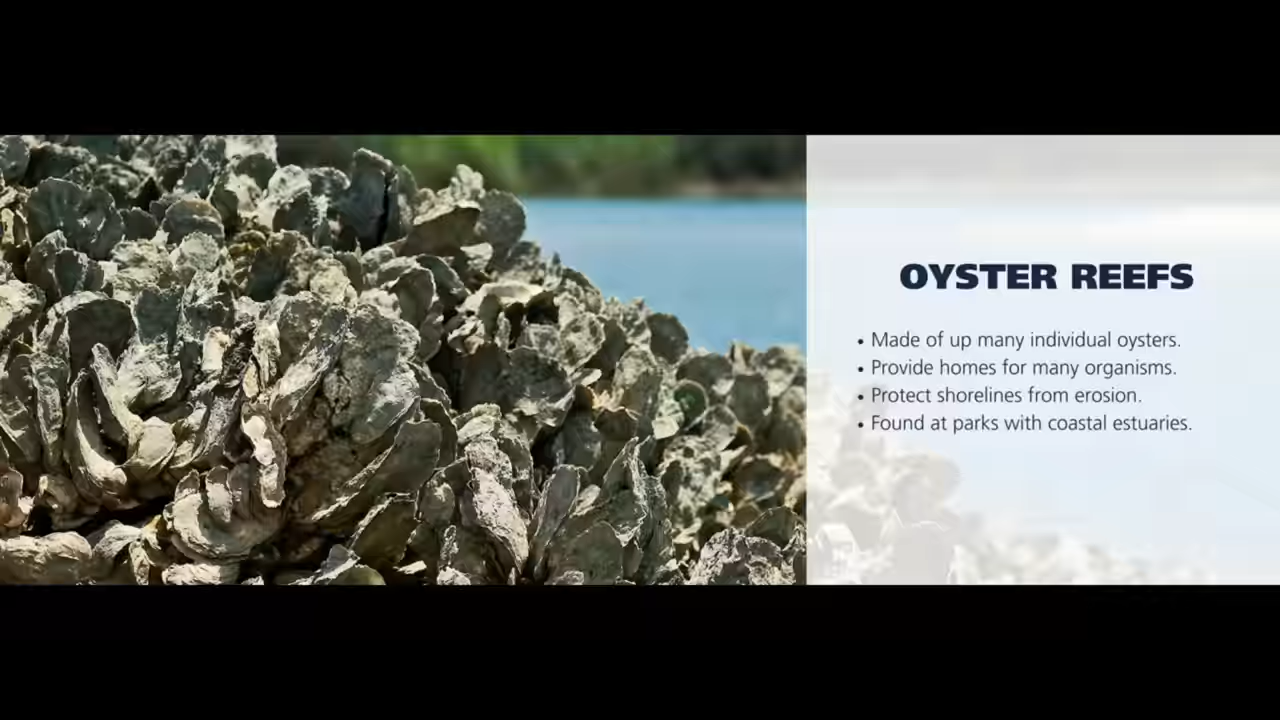 OYSTER REEFS
• Made of up many individual oysters.
• Provide homes for many organisms.
• Protect shorelines from erosion.
• Found at parks with coastal estuaries.